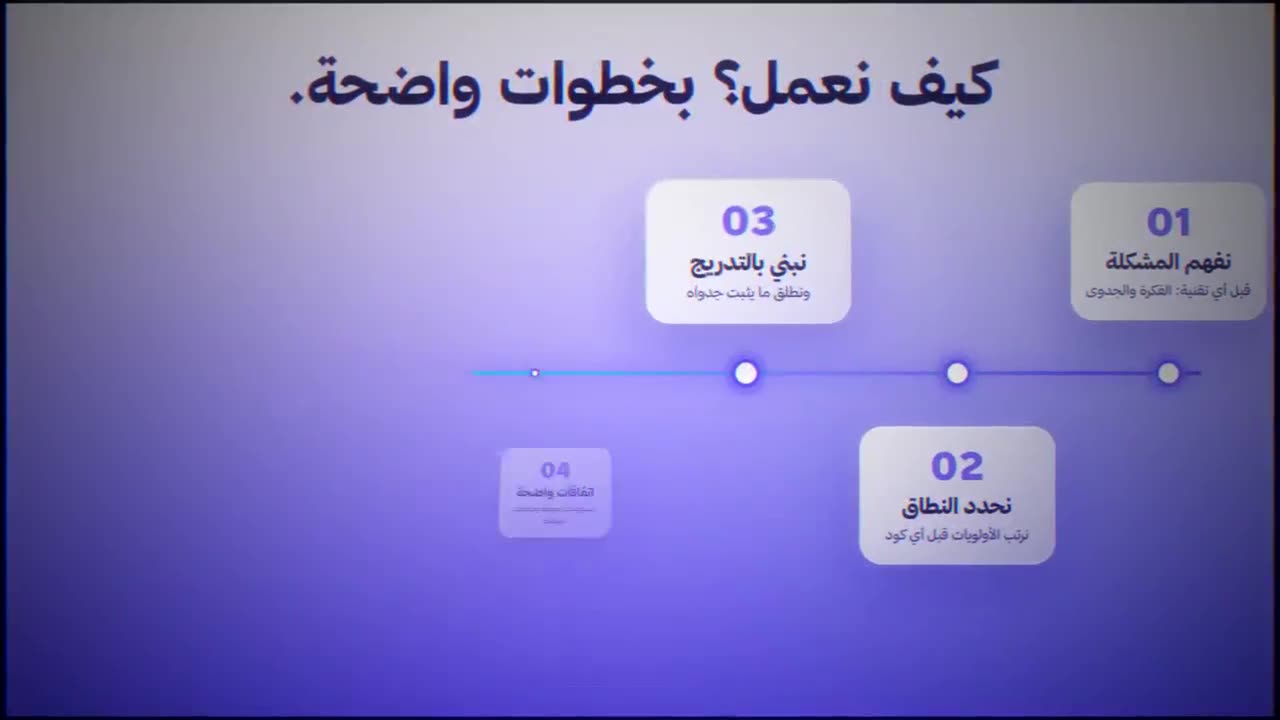 كيف نعمل؟ بخطوات واضحة.
01
نفهم المشكلة
قبل أي تقنية: الفكرة والجدوى
02
نحدد النطاق
نرتب الأولويات قبل أي كود
03
نبني بالتدريج
ونطلق ما يثبت جدواه
04
اتفاقات واضحة